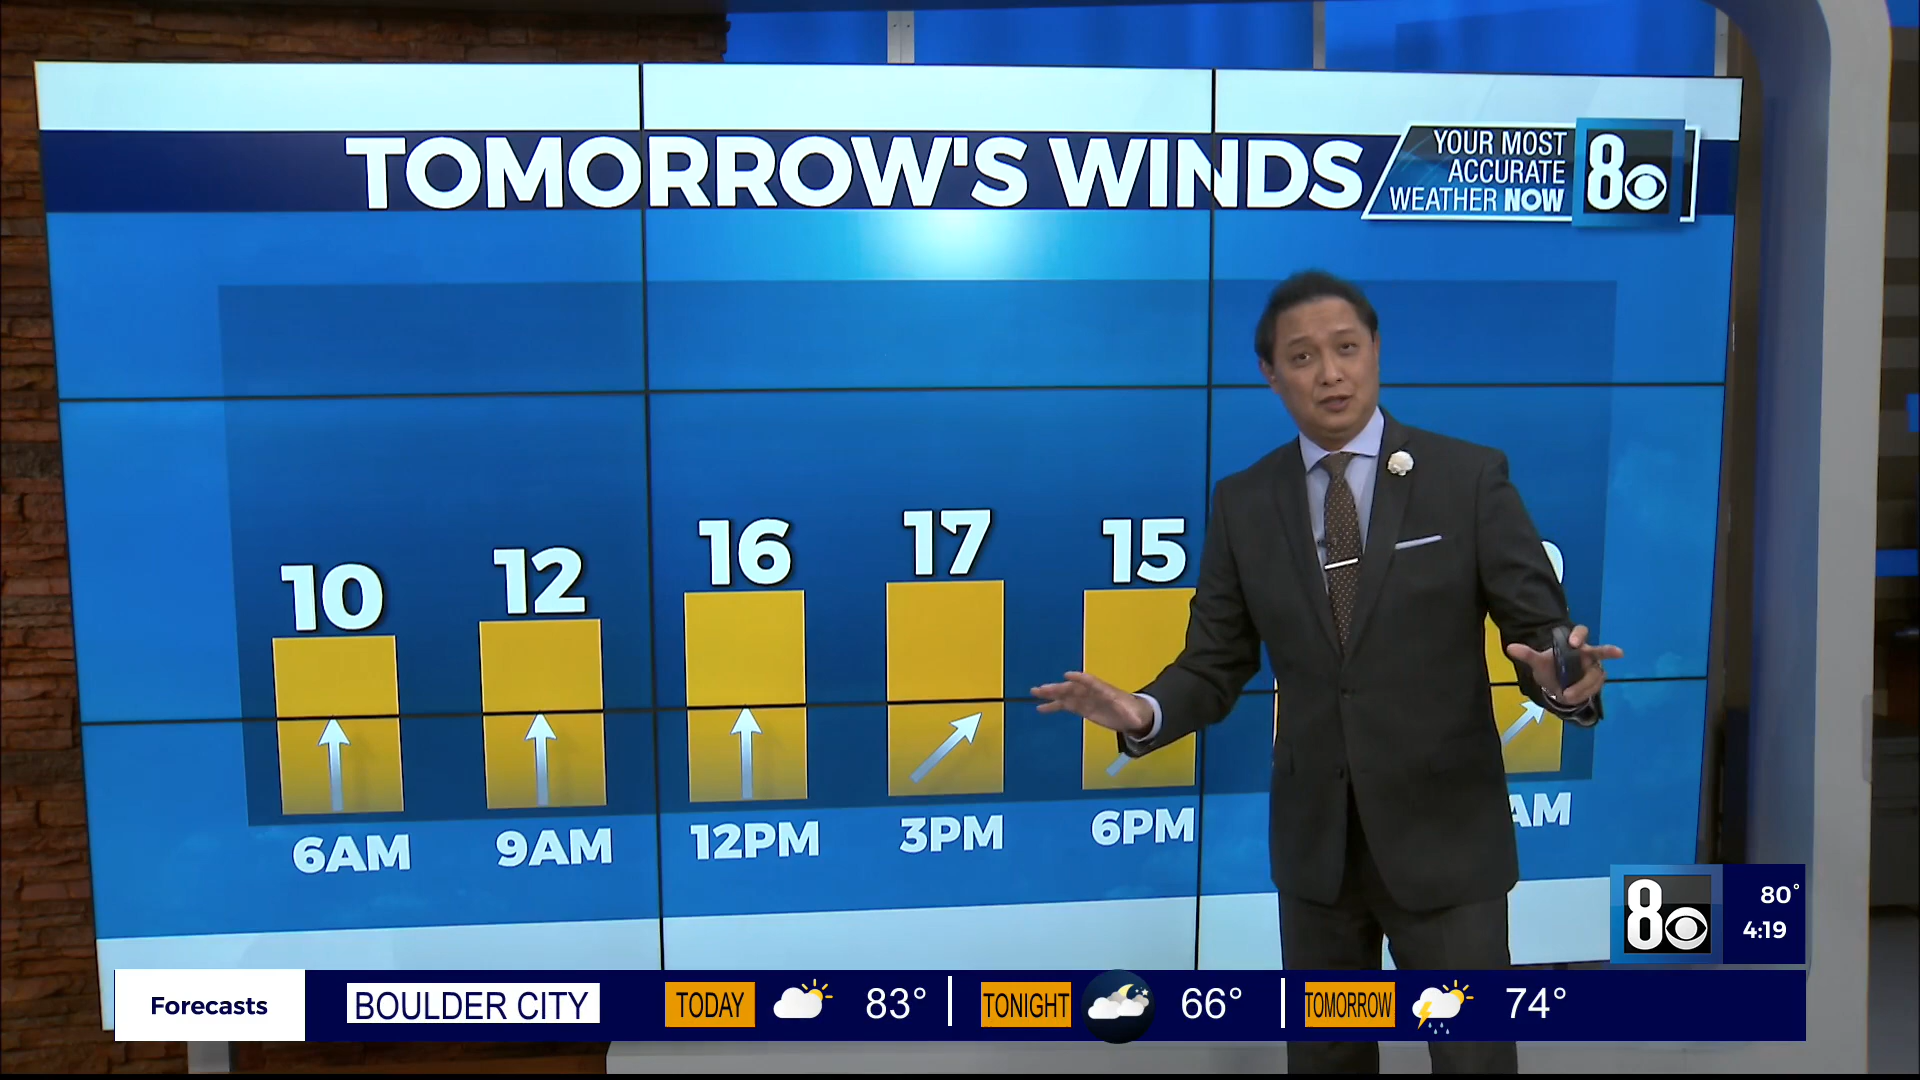 TOMORROW'S WINDS
YOUR MOST
ACCURATE
WEATHER NOW
8
10
12
16
17
15
6AM
9AM
12PM
3PM
6PM
AM
8
80°
4:19
Forecasts
BOULDER CITY
TODAY
83°
TONIGHT
66°
TOMORROW
74°